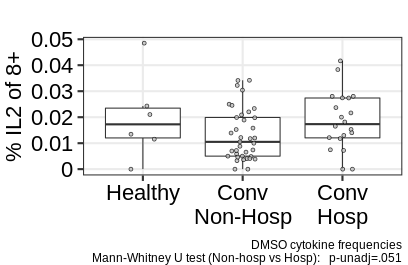 % IL2 of 8+
0.05
0.04
0.03
0.02
0.01
0
Healthy
Conv
Non-Hosp
Conv
Hosp
DMSO cytokine frequencies
Mann-Whitney U test (Non-hosp vs Hosp): p-unadj=.051